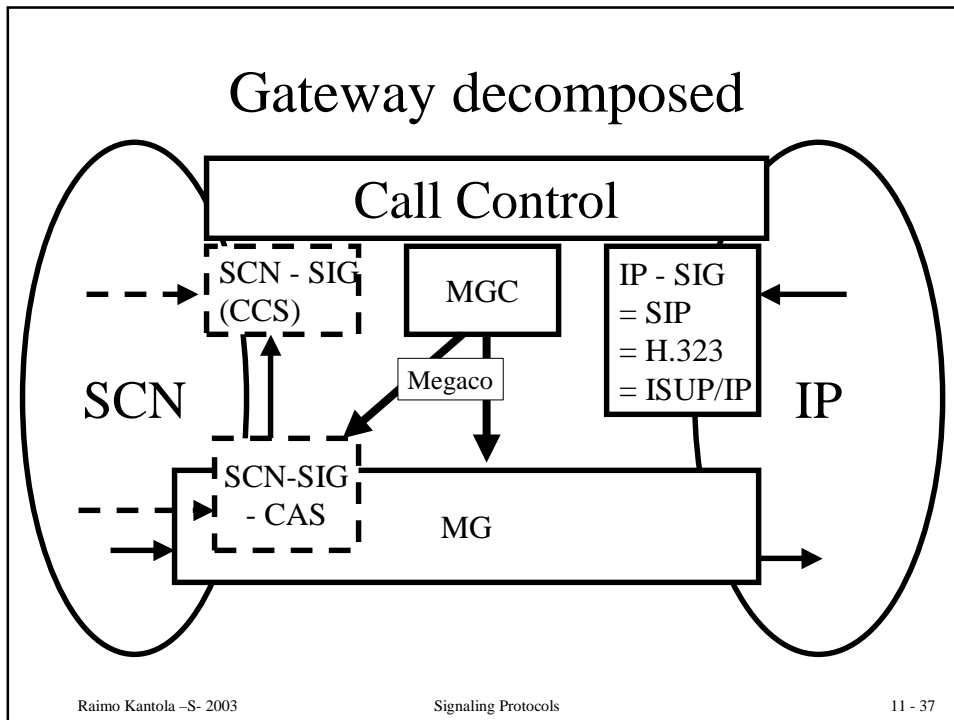 Gateway decomposed
Call Control
SCN - SIG
(CCS)
MGC
IP - SIG
= SIP
= H.323
= ISUP/IP
Megaco
SCN
IP
SCN-SIG
- CAS
MG
Raimo Kantola –S- 2003
Signaling Protocols
11 - 37